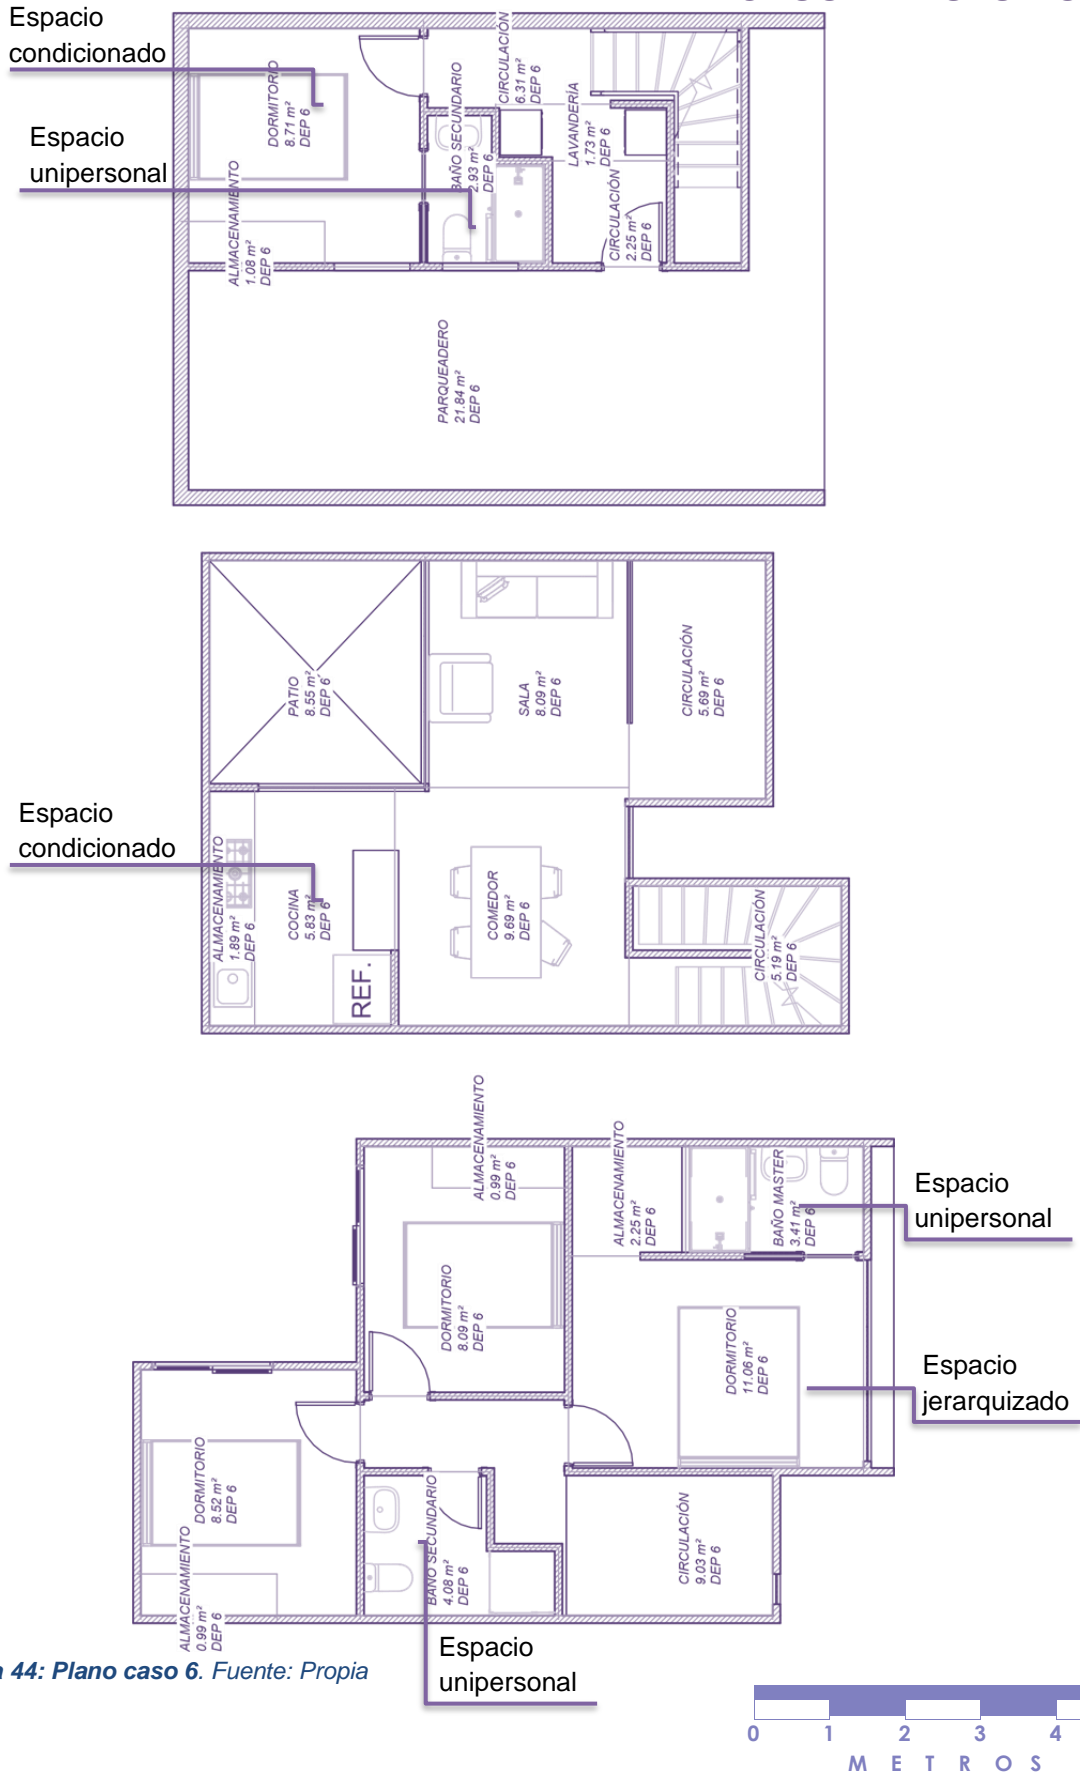 Espacio
condicionado
Espacio
unipersonal
DORMITORIO
8.71 m²
DEP 6
ALMACENAMIENTO
1.08 m²
DEP 6
BAÑO SECUNDARIO
2.93 m²
DEP 6
CIRCULACIÓN
6.31 m²
DEP 6
LAVANDERÍA
1.73 m²
DEP 6
CIRCULACIÓN
2.25 m²
DEP 6
PARQUEADERO
21.84 m²
DEP 6
PATIO
8.55 m²
DEP 6
SALA
8.09 m²
DEP 6
CIRCULACIÓN
5.69 m²
DEP 6
Espacio
condicionado
ALMACENAMIENTO
1.89 m²
DEP 6
COCINA
5.83 m²
DEP 6
REF.
COMEDOR
9.69 m²
DEP 6
CIRCULACIÓN
5.19 m²
DEP 6
ALMACENAMIENTO
0.99 m²
DEP 6
ALMACENAMIENTO
2.25 m²
DEP 6
BAÑO MASTER
3.41 m²
DEP 6
Espacio
unipersonal
DORMITORIO
8.09 m²
DEP 6
DORMITORIO
11.06 m²
DEP 6
Espacio
jerarquizado
DORMITORIO
8.52 m²
DEP 6
ALMACENAMIENTO
0.99 m²
DEP 6
BAÑO SECUNDARIO
4.08 m²
DEP 6
CIRCULACIÓN
9.03 m²
DEP 6
Espacio
unipersonal
44: Plano caso 6. Fuente: Propia
0 1 2 3 4
METROS